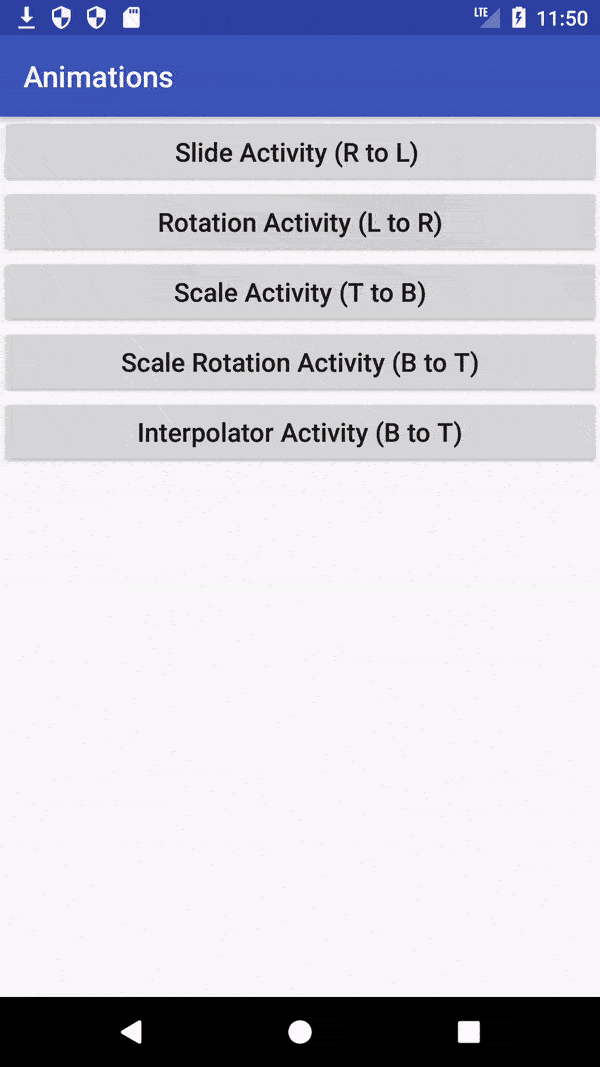 LTE 11:50
Animations
Slide Activity (R to L)
Rotation Activity (L to R)
Scale Activity (T to B)
Scale Rotation Activity (B to T)
Interpolator Activity (B to T)